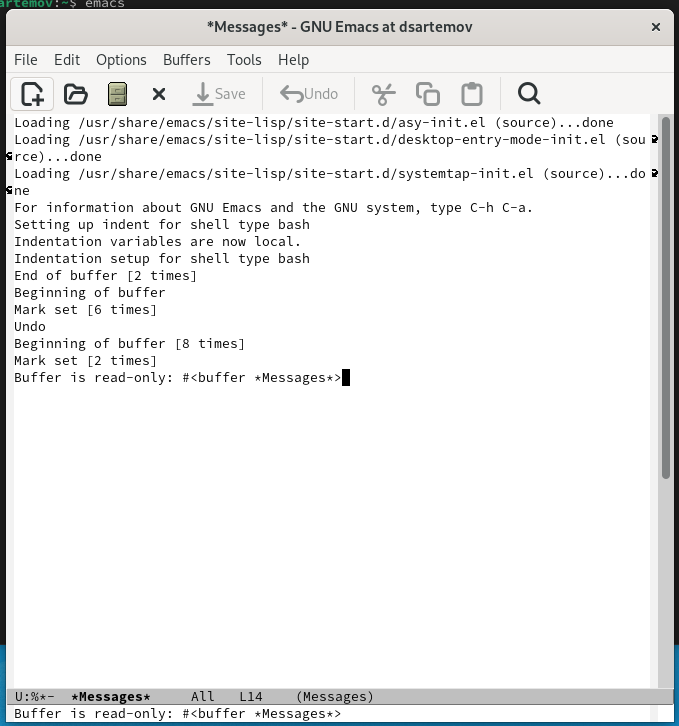 artemov:~$ emacs
*Messages* - GNU Emacs at dsartemov
File Edit Options Buffers Tools Help
Save Undo
Loading /usr/share/emacs/site-lisp/site-start.d/asy-init.el (source)...done
Loading /usr/share/emacs/site-lisp/site-start.d/desktop-entry-mode-init.el (sou
rce)...done
Loading /usr/share/emacs/site-lisp/site-start.d/systemtap-init.el (source)...do
ne
For information about GNU Emacs and the GNU system, type C-h C-a.
Setting up indent for shell type bash
Indentation variables are now local.
Indentation setup for shell type bash
End of buffer [2 times]
Beginning of buffer
Mark set [6 times]
Undo
Beginning of buffer [8 times]
Mark set [2 times]
Buffer is read-only: #<buffer *Messages*>
U:%*- *Messages* All L14 (Messages)
Buffer is read-only: #<buffer *Messages*>